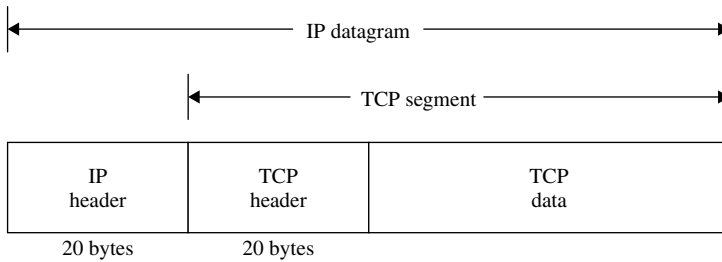 IP datagram
TCP segment
IP
header
TCP
header
TCP
data
20 bytes
20 bytes